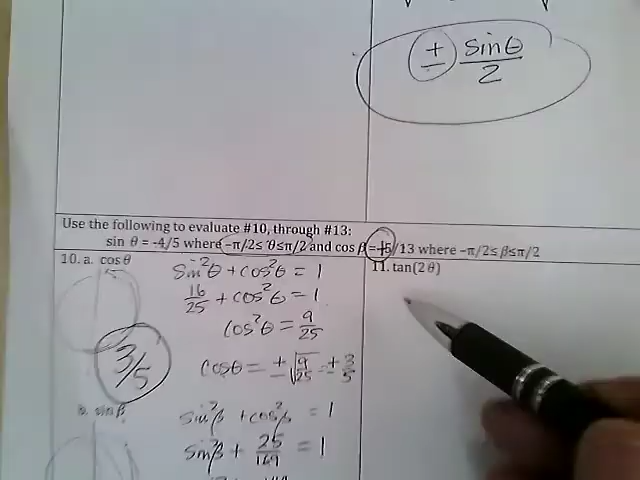 ± sinθ
2
Use the following to evaluate #10, through #13:
sin θ = -4/5 where -π/2≤ θ≤π/2 and cos β =+5/13 where -π/2≤ β≤π/2
10. a. cosθ
sin²θ + cos²θ = 1
16/25 + cos²θ = 1
cos²θ = 9/25
cosθ = ±√9/25 = ± 3/5
3/5
b. sinβ
sin²β + cos²β = 1
sin²β + 25/169 = 1
11. tan(2θ)